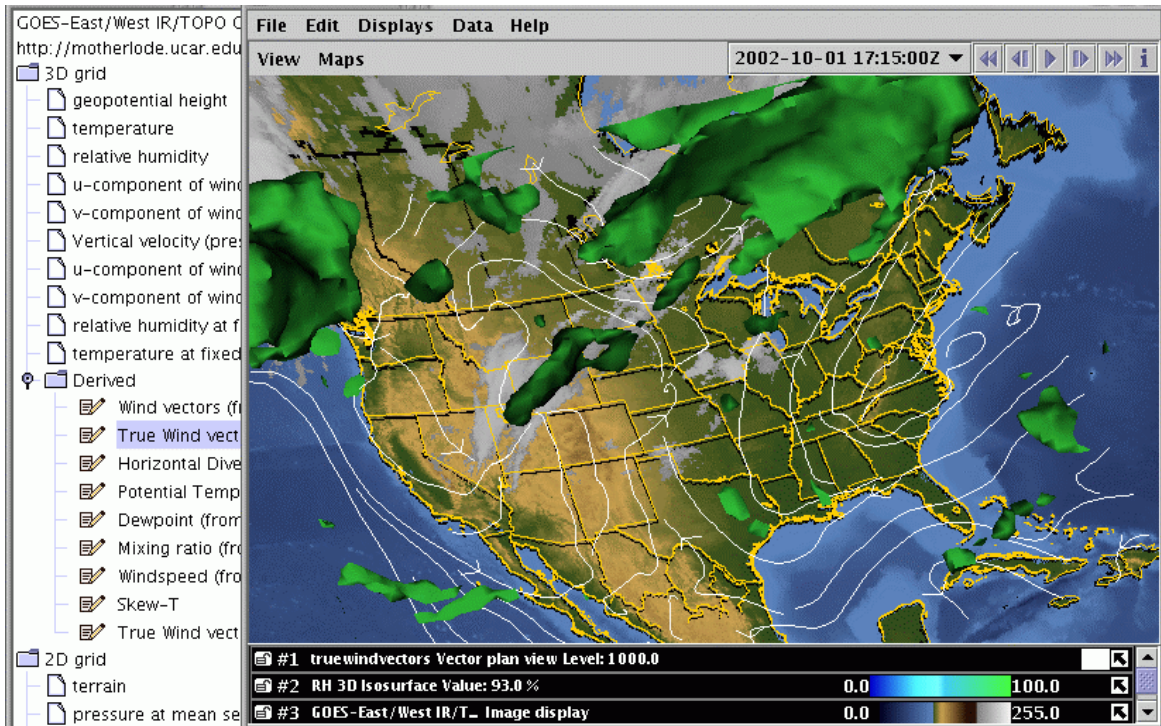 GOES-East/West IR/TOPO C
http://motherlode.ucar.edu
3D grid
geopotential height
temperature
relative humidity
u-component of wind
v-component of wind
Vertical velocity (pres
u-component of wind
v-component of wind
relative humidity at f
temperature at fixed
Derived
Wind vectors (fr
True Wind vect
Horizontal Dive
Potential Temp
Dewpoint (from
Mixing ratio (fro
Windspeed (fro
Skew-T
True Wind vect
2D grid
terrain
pressure at mean se
File Edit Displays Data Help
View Maps 2002-10-01 17:15:00Z i
#1 truewindvectors Vector plan view Level: 1000.0
#2 RH 3D Isosurface Value: 93.0 % 0.0 100.0
#3 GOES-East/West IR/T... Image display 0.0 255.0